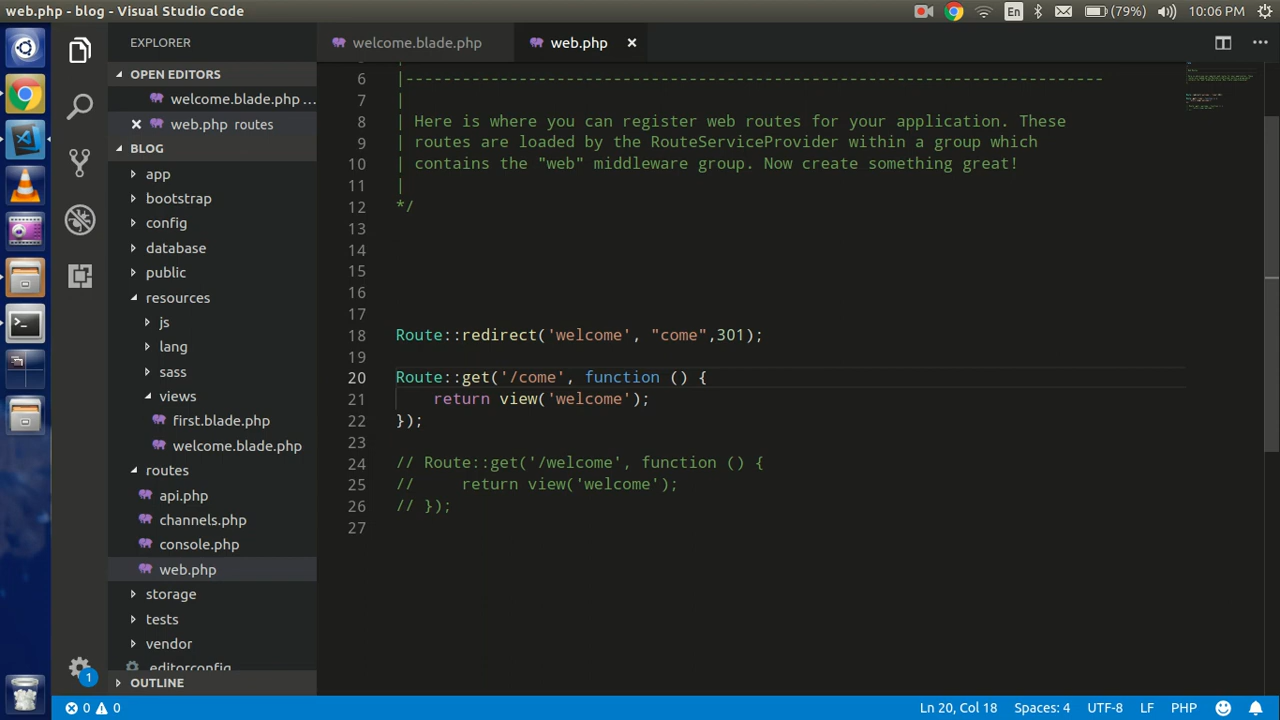 web.php - blog - Visual Studio Code
En
(79%)
10:06 PM
EXPLORER
OPEN EDITORS
welcome.blade.php ...
web.php routes
BLOG
app
bootstrap
config
database
public
resources
js
lang
sass
views
first.blade.php
welcome.blade.php
routes
api.php
channels.php
console.php
web.php
storage
tests
vendor
.editorconfig
OUTLINE
1
welcome.blade.php
web.php
6 |--------------------------------------------------------------------------
7 |
8 | Here is where you can register web routes for your application. These
9 | routes are loaded by the RouteServiceProvider within a group which
10 | contains the "web" middleware group. Now create something great!
11 |
12 */
13
14
15
16
17
18 Route::redirect('welcome', "come",301);
19
20 Route::get('/come', function () {
21     return view('welcome');
22 });
23
24 // Route::get('/welcome', function () {
25 //     return view('welcome');
26 // });
27
0
0
Ln 20, Col 18
Spaces: 4
UTF-8
LF
PHP